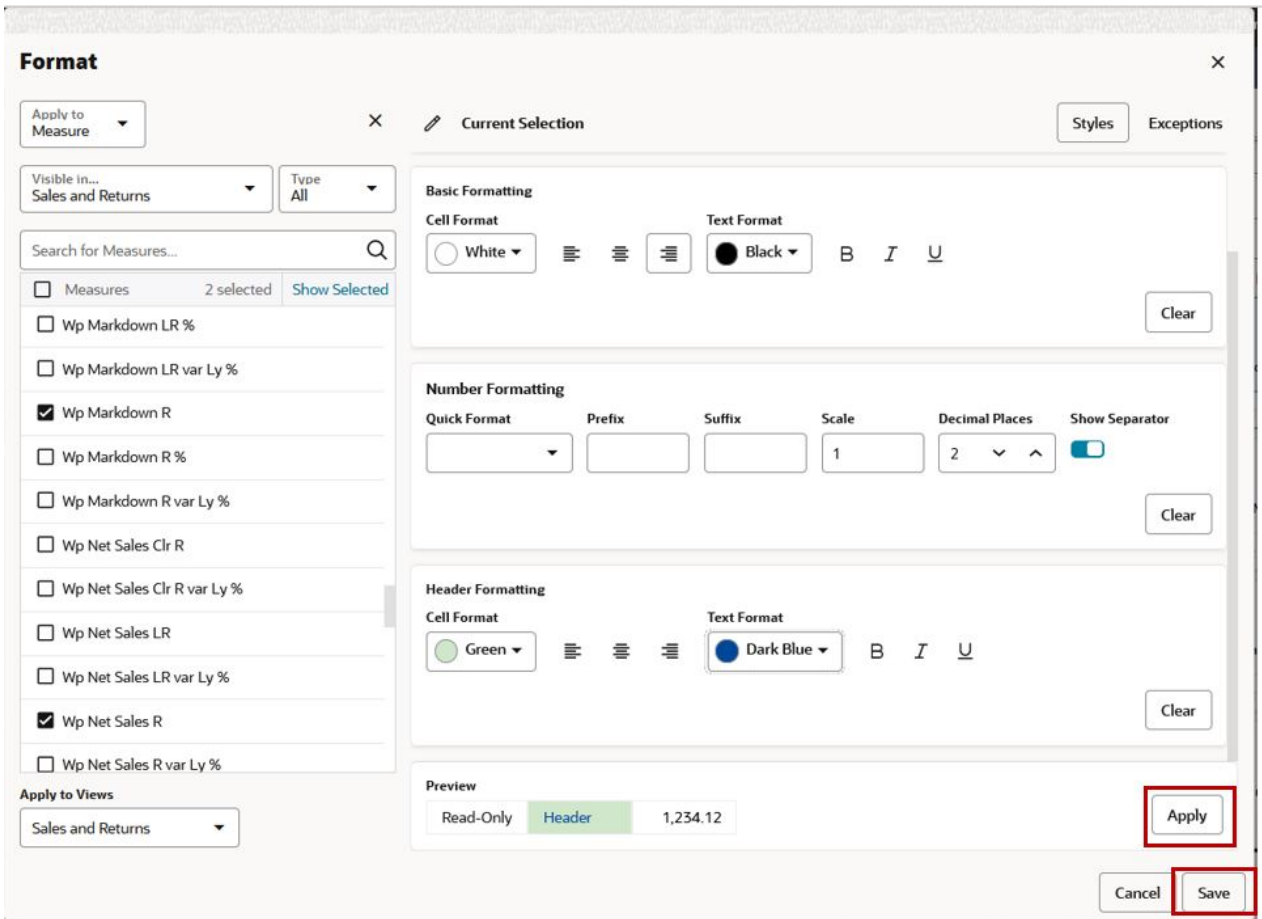 Format
Apply to
Measure
Current Selection
Styles
Exceptions
Visible in...
Sales and Returns
Type
All
Search for Measures...
Measures 2 selected Show Selected
Wp Markdown LR %
Wp Markdown LR var Ly %
Wp Markdown R
Wp Markdown R %
Wp Markdown R var Ly %
Wp Net Sales Clr R
Wp Net Sales Clr R var Ly %
Wp Net Sales LR
Wp Net Sales LR var Ly %
Wp Net Sales R
Wp Net Sales R var Ly %
Apply to Views
Sales and Returns
Basic Formatting
Cell Format Text Format
White Black B I U
Clear
Number Formatting
Quick Format Prefix Suffix Scale Decimal Places Show Separator
1 2
Clear
Header Formatting
Cell Format Text Format
Green Dark Blue B I U
Clear
Preview
Read-Only Header 1,234.12
Apply
Cancel Save